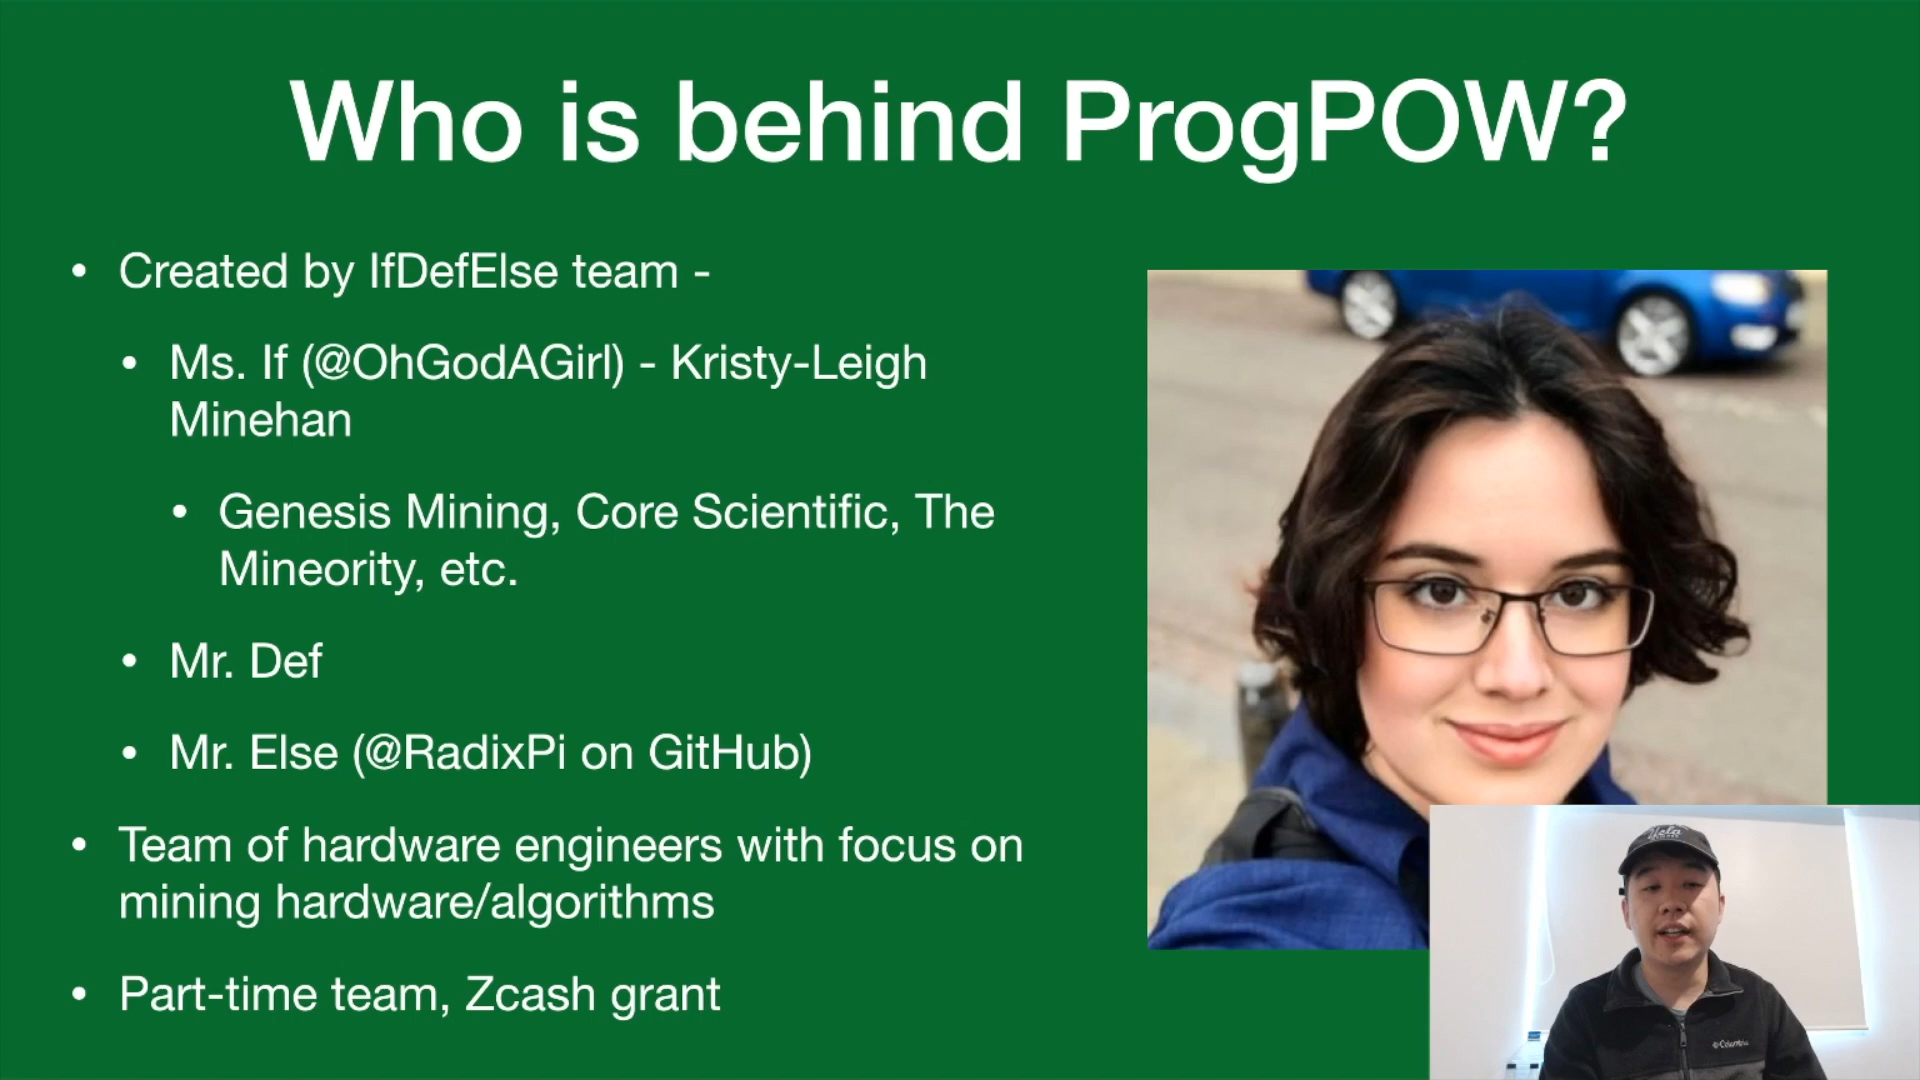 Who is behind ProgPOW?
• Created by IfDefElse team -
• Ms. If (@OhGodAGirl) - Kristy-Leigh
Minehan
• Genesis Mining, Core Scientific, The
Mineority, etc.
• Mr. Def
• Mr. Else (@RadixPi on GitHub)
• Team of hardware engineers with focus on
mining hardware/algorithms
• Part-time team, Zcash grant
Ucla
Columbia